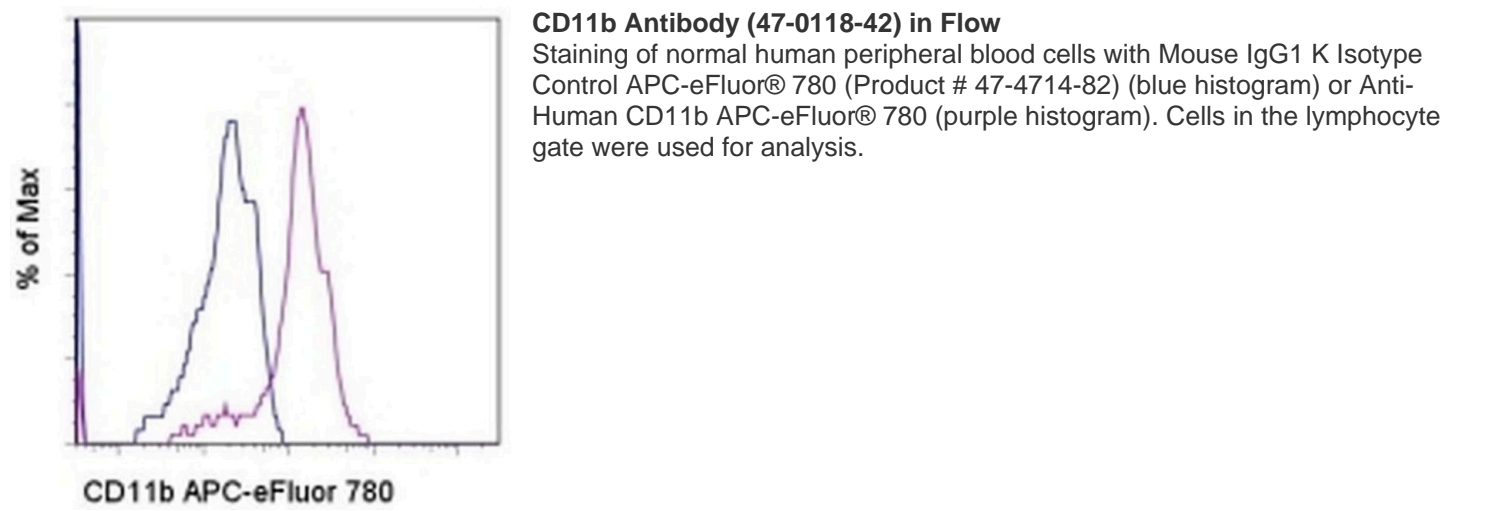 CD11b Antibody (47-0118-42) in Flow
Staining of normal human peripheral blood cells with Mouse IgG1 K Isotype
Control APC-eFluor® 780 (Product # 47-4714-82) (blue histogram) or Anti-
Human CD11b APC-eFluor® 780 (purple histogram). Cells in the lymphocyte
gate were used for analysis.
% of Max
CD11b APC-eFluor 780